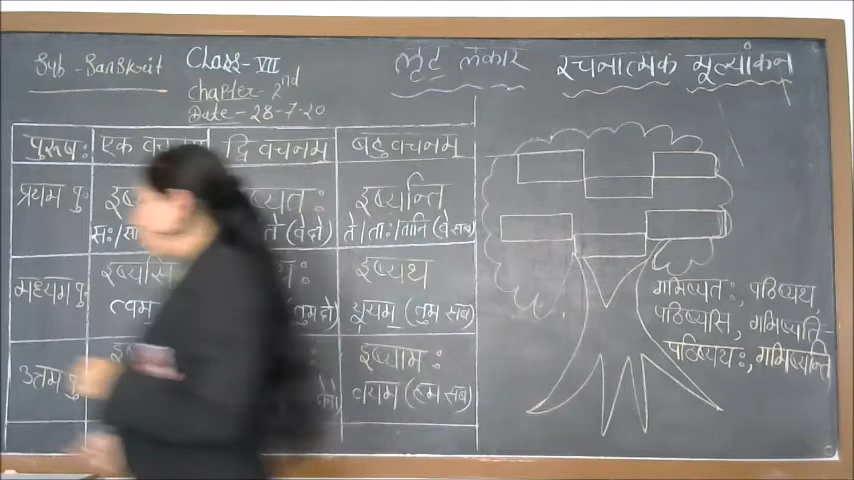 Sub - Sanskrit
Class - VII
Chapter - 2nd
Date - 28-7-20
लृट् लकार
रचनात्मक मूल्यांकन
पुरूषः एक द्वि वचनम् बहु वचनम्
प्रथम पु॰ इष्यन्ति
ते (वे दो) ते / ताः / तानि (वे सब)
मध्यम पु॰ इष्यसि इष्यथ
त्वम् (तुम दो) यूयम् (तुम सब)
उत्तम पु॰ इष्यामः
वयम् (हम सब)
गमिष्यतः, पठिष्यथ,
पठिष्यसि, गमिष्यति-
पठिष्यथः, गमिष्यन्ति